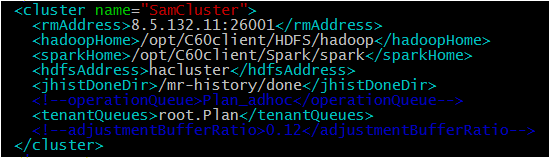 <cluster name="SamCluster">
<rmAddress>8.5.132.11:26001</rmAddress>
<hadoopHome>/opt/C60client/HDFS/hadoop</hadoopHome>
<sparkHome>/opt/C60client/Spark/spark</sparkHome>
<hdfsAddress>hacluster</hdfsAddress>
<jhistDoneDir>/mr-history/done</jhistDoneDir>
<!--operationQueue>Plan_adhoc</operationQueue-->
<tenantQueues>root.Plan</tenantQueues>
<!--adjustmentBufferRatio>0.12</adjustmentBufferRatio-->
</cluster>